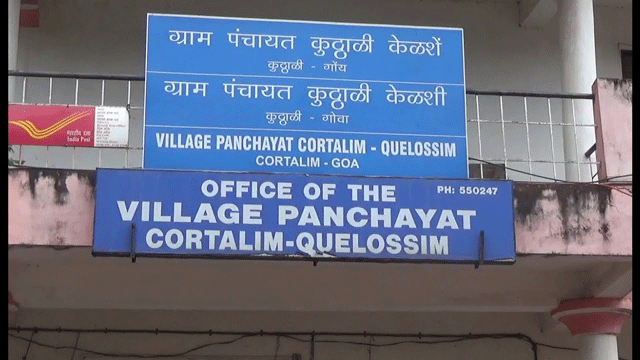 ग्राम पंचायत कुठ्ठाळी केळशें
कुठ्ठाळी - गोंय
ग्राम पंचायत कुठ्ठाळी केळशी
कुठ्ठाळी - गोवा
VILLAGE PANCHAYAT CORTALIM - QUELOSSIM
CORTALIM - GOA
भारतीय डाक
India Post
OFFICE OF THE PH: 550247
VILLAGE PANCHAYAT
CORTALIM-QUELOSSIM